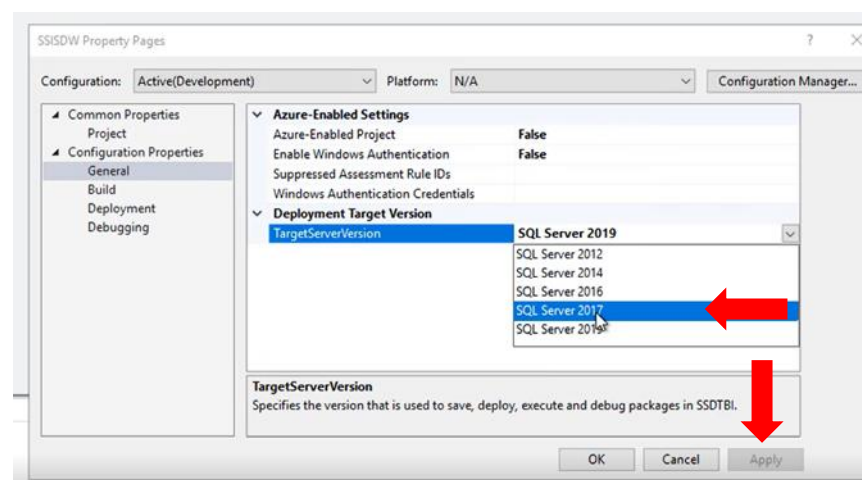 SSISDW Property Pages
Configuration: Active(Development) Platform: N/A Configuration Manager...
Common Properties
Project
Configuration Properties
General
Build
Deployment
Debugging
Azure-Enabled Settings
Azure-Enabled Project False
Enable Windows Authentication False
Suppressed Assessment Rule IDs
Windows Authentication Credentials
Deployment Target Version
TargetServerVersion SQL Server 2019
SQL Server 2012
SQL Server 2014
SQL Server 2016
SQL Server 2017
SQL Server 2019
TargetServerVersion
Specifies the version that is used to save, deploy, execute and debug packages in SSDTBI.
OK Cancel Apply